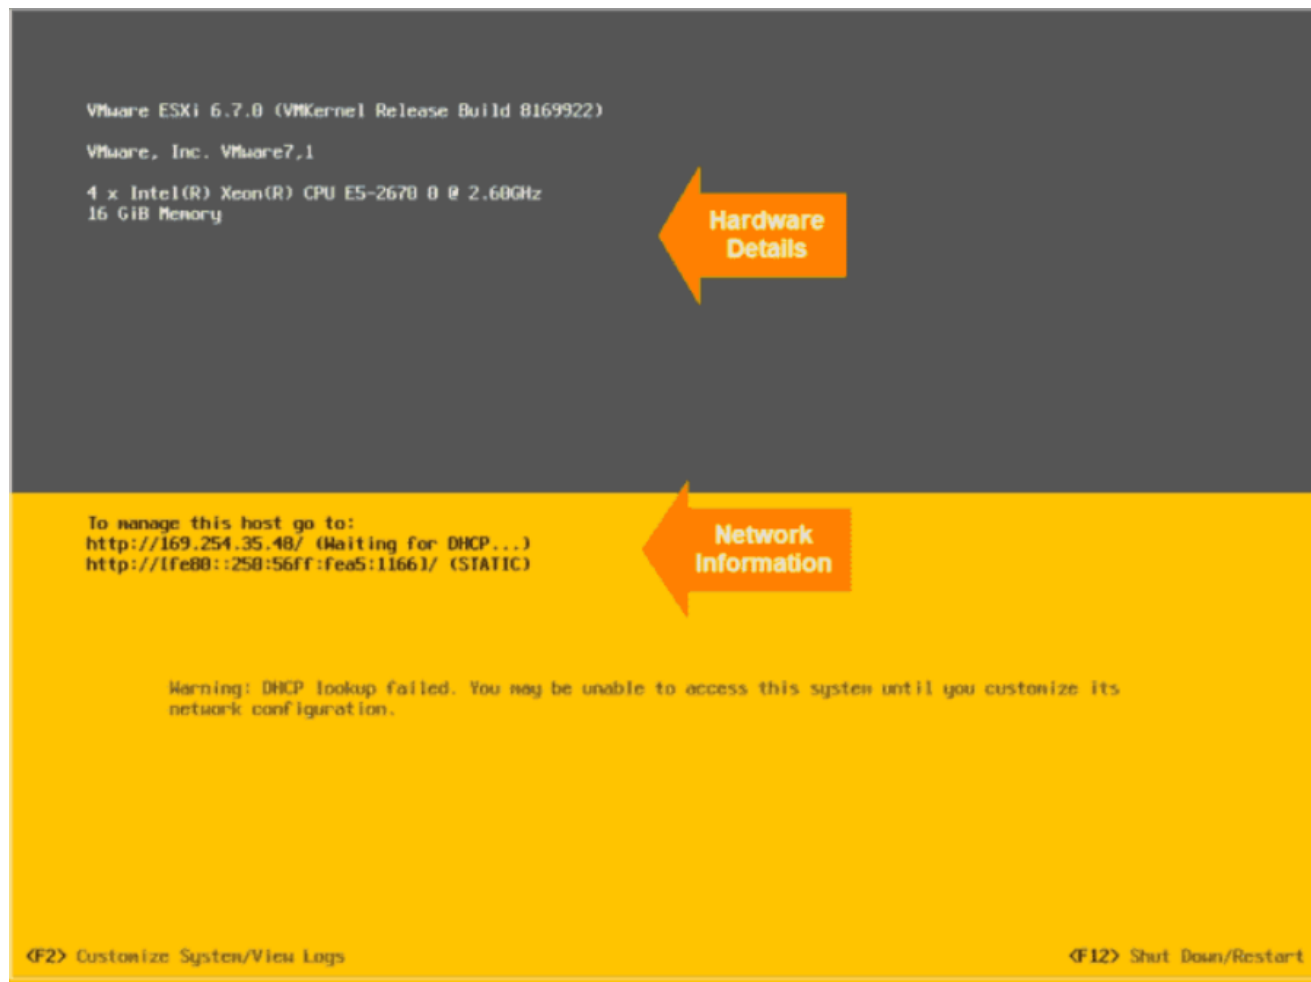 VMware ESXi 6.7.0 (VMKernel Release Build 8169922)
VMware, Inc. VMware7,1
4 x Intel(R) Xeon(R) CPU E5-2670 0 @ 2.60GHz
16 GiB Memory
Hardware
Details
To manage this host go to:
http://169.254.35.48/ (Waiting for DHCP...)
http://[fe80::250:56ff:fea5:1166]/ (STATIC)
Network
Information
Warning: DHCP lookup failed. You may be unable to access this system until you customize its
network configuration.
<F2> Customize System/View Logs
<F12> Shut Down/Restart